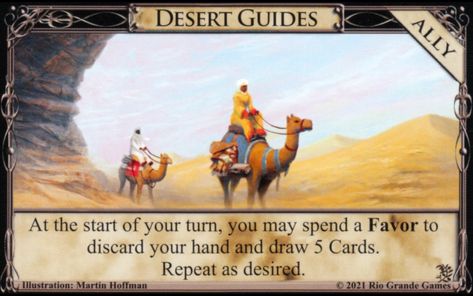 DESERT GUIDES
ALLY
At the start of your turn, you may spend a Favor to
discard your hand and draw 5 Cards.
Repeat as desired.
Illustration: Martin Hoffman
© 2021 Rio Grande Games